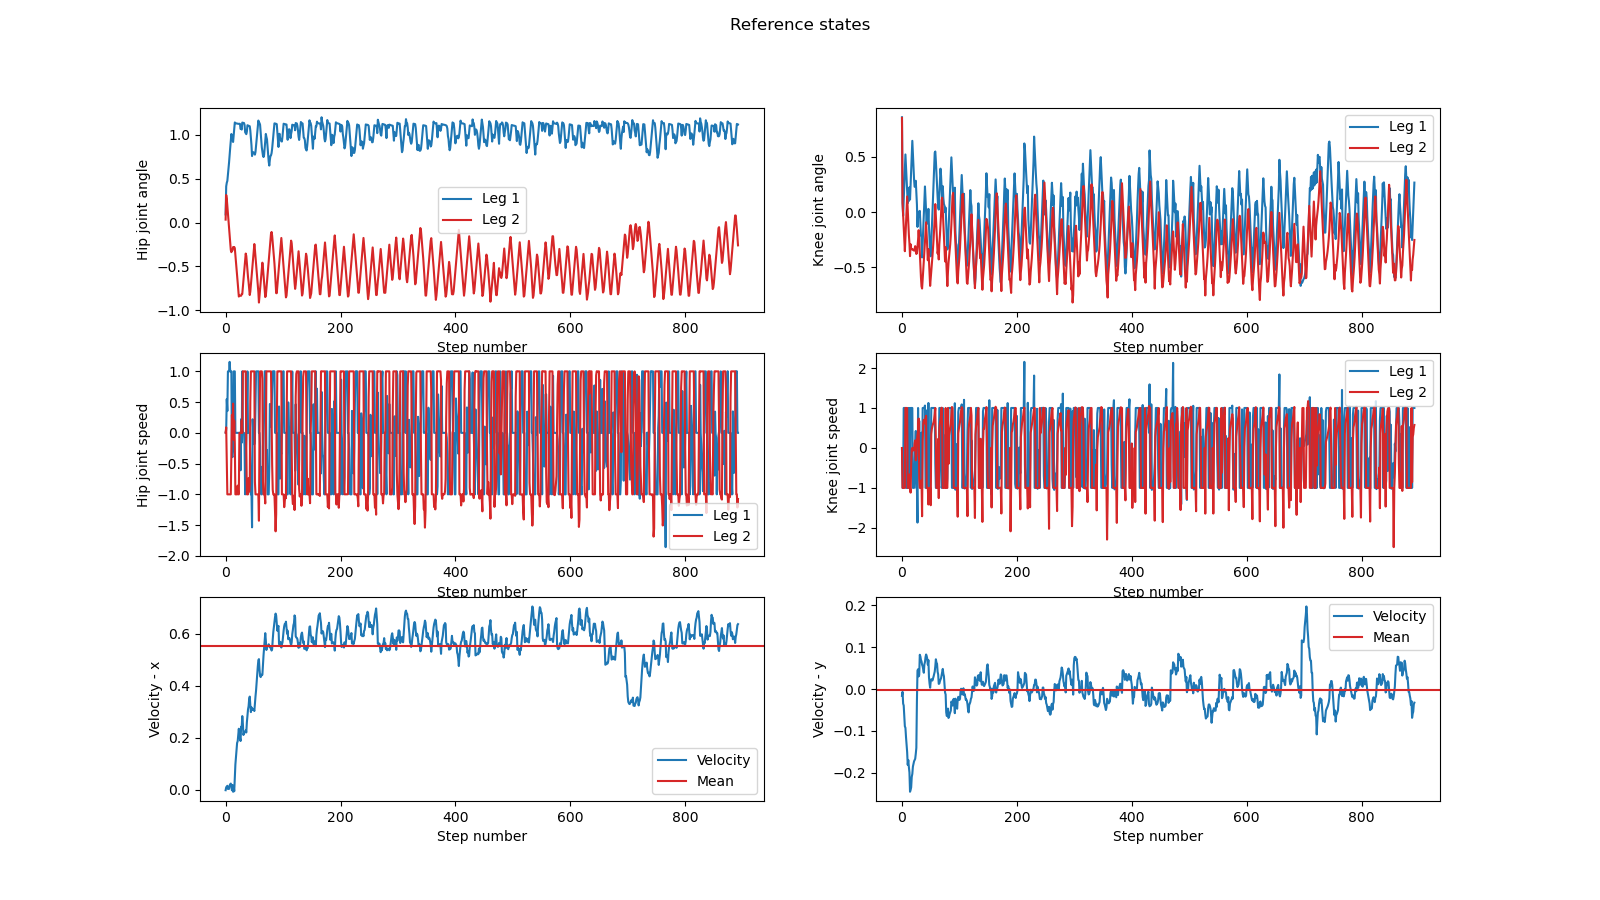 Reference states
Hip joint angle
1.0
0.5
0.0
−0.5
−1.0
Leg 1
Leg 2
0 200 400 600 800
Step number
Knee joint angle
0.5
0.0
−0.5
Leg 1
Leg 2
0 200 400 600 800
Step number
Hip joint speed
1.0
0.5
0.0
−0.5
−1.0
−1.5
−2.0
Leg 1
Leg 2
0 200 400 600 800
Step number
Knee joint speed
2
1
0
−1
−2
Leg 1
Leg 2
0 200 400 600 800
Step number
Velocity - x
0.6
0.4
0.2
0.0
Velocity
Mean
0 200 400 600 800
Step number
Velocity - y
0.2
0.1
0.0
−0.1
−0.2
Velocity
Mean
0 200 400 600 800
Step number